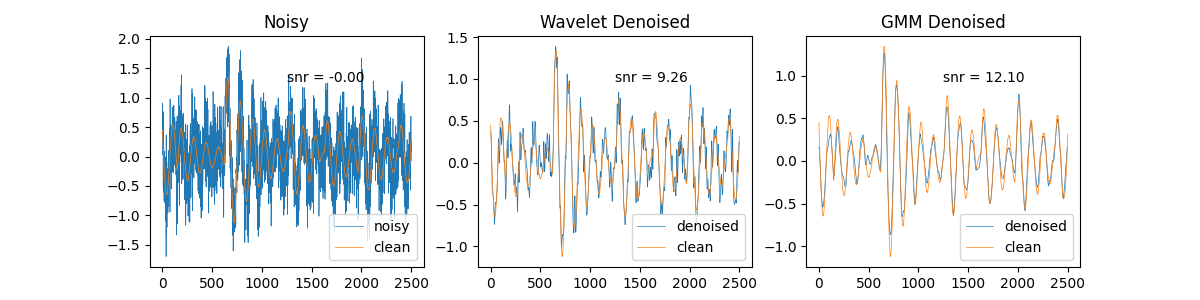 Noisy
2.0
1.5
1.0
0.5
0.0
−0.5
−1.0
−1.5
0 500 1000 1500 2000 2500
snr = -0.00
noisy
clean
Wavelet Denoised
1.5
1.0
0.5
0.0
−0.5
−1.0
0 500 1000 1500 2000 2500
snr = 9.26
denoised
clean
GMM Denoised
1.0
0.5
0.0
−0.5
−1.0
0 500 1000 1500 2000 2500
snr = 12.10
denoised
clean